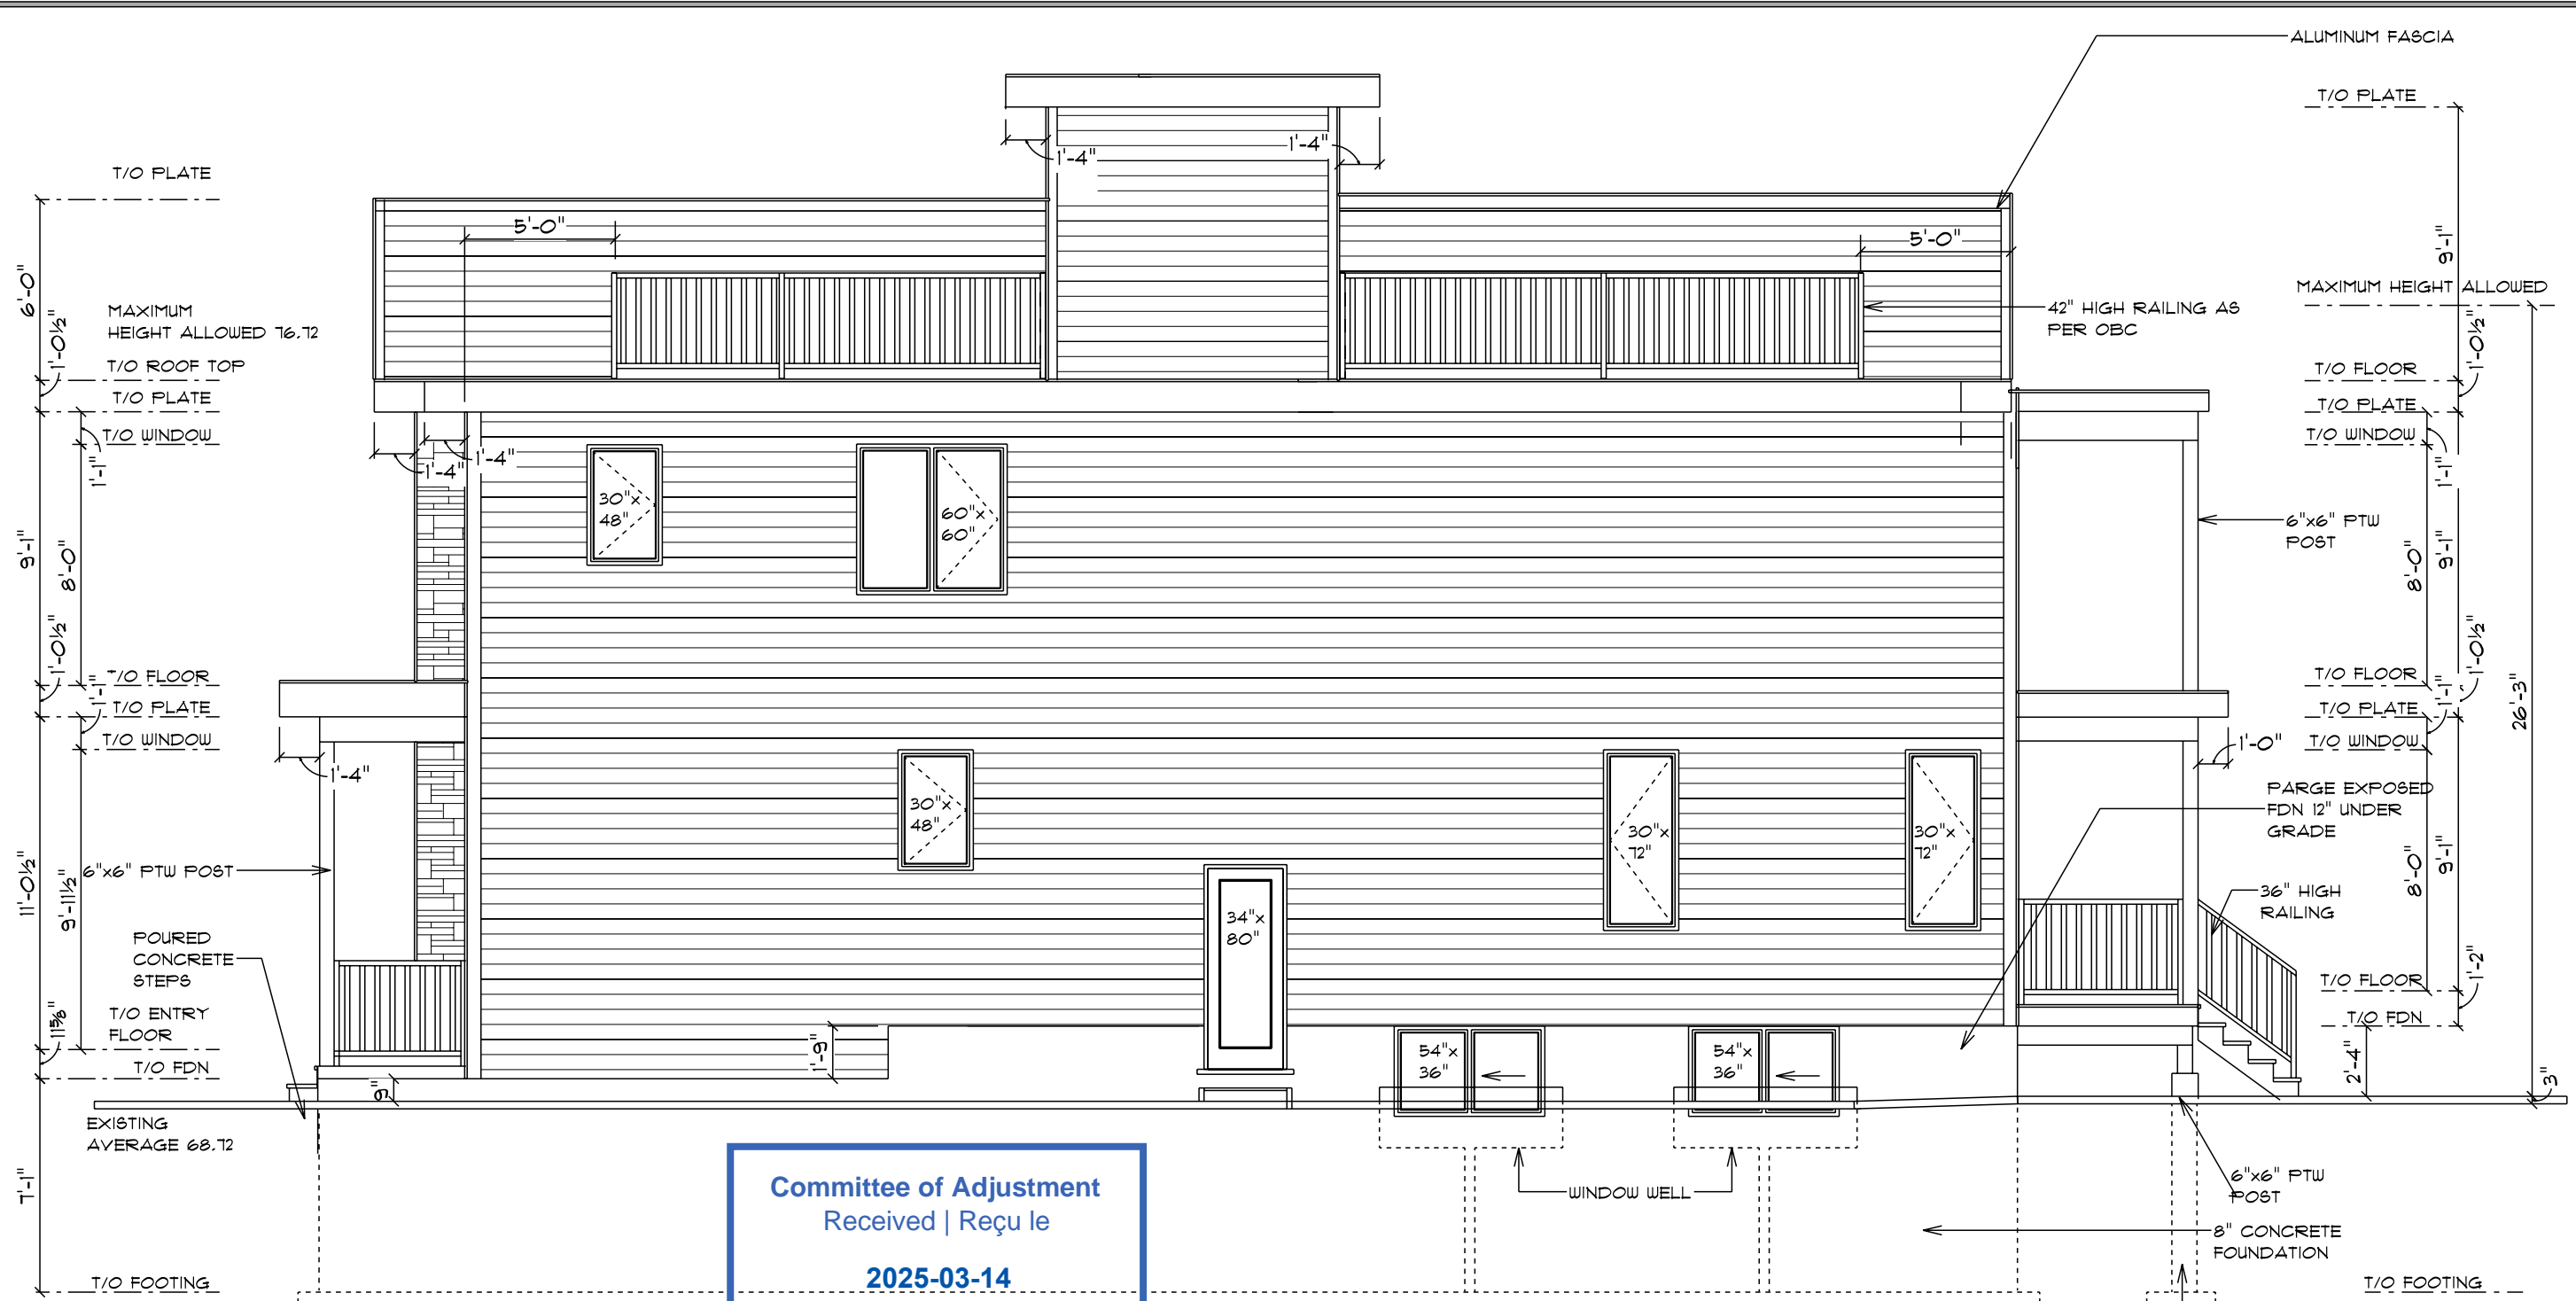 ALUMINUM FASCIA
T/O PLATE
1'-4"
1'-4"
T/O PLATE
5'-0"
5'-0"
9'-1"
6'-0"
MAXIMUM
HEIGHT ALLOWED 76.72
MAXIMUM HEIGHT ALLOWED
42" HIGH RAILING AS
PER OBC
1'-0½"
1'-0½"
T/O ROOF TOP
T/O FLOOR
T/O PLATE
T/O PLATE
T/O WINDOW
T/O WINDOW
1'-4"
1'-4"
1'-1"
1'-1"
30"x
48"
60"x
60"
6"x6" PTW
POST
9'-1"
8'-0"
8'-0"
9'-1"
1'-0½"
1'-0½"
T/O FLOOR
T/O FLOOR
1'-1"
1'-1"
T/O PLATE
T/O PLATE
26'-3"
T/O WINDOW
T/O WINDOW
1'-4"
1'-0"
PARGE EXPOSED
FDN 12" UNDER
GRADE
30"x
48"
30"x
72"
30"x
72"
6"x6" PTW POST
11'-0½"
9'-11½"
8'-0"
9'-1"
36" HIGH
RAILING
34"x
80"
POURED
CONCRETE
STEPS
1'-2"
T/O FLOOR
T/O ENTRY
FLOOR
11⅝"
T/O FDN
T/O FDN
1'-9"
54"x
36"
54"x
36"
2'-4"
3"
9"
EXISTING
AVERAGE 68.72
7'-1"
WINDOW WELL
6"x6" PTW
POST
8" CONCRETE
FOUNDATION
Committee of Adjustment
Received | Reçu le
2025-03-14
T/O FOOTING
T/O FOOTING